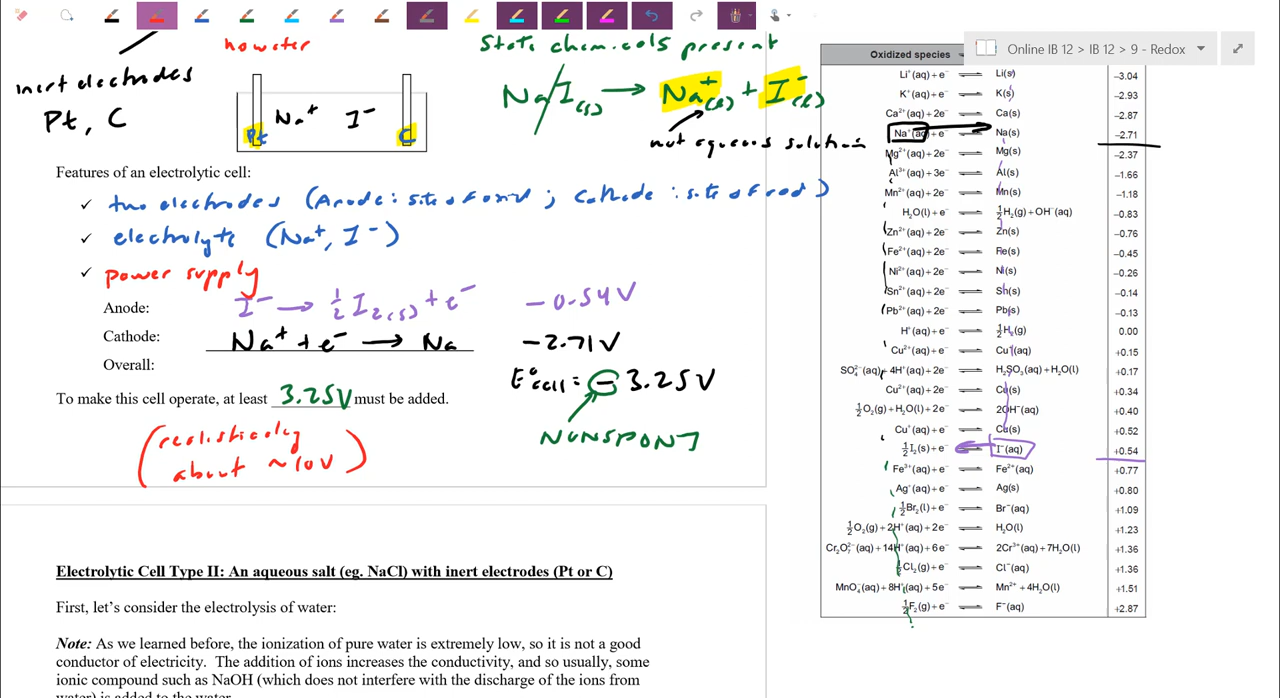 Online IB 12 > IB 12 > 9 - Redox
inert electrodes
Pt, C
no water
Na⁺ I⁻
Pt C
State chemicals present
NaI(s) → Na⁺(l) + I⁻(l)
not aqueous solution
Features of an electrolytic cell:
✓ two electrodes (Anode: site of oxid ; Cathode : site of red)
✓ electrolyte (Na⁺, I⁻)
✓ power supply
Anode: I⁻ → ½ I₂(s) + e⁻ -0.54V
Cathode: Na⁺ + e⁻ → Na -2.71V
Overall: E°cell = - 3.25V
To make this cell operate, at least 3.25V must be added.
NONSPONT
(realistically
about ~10V)
Electrolytic Cell Type II: An aqueous salt (eg. NaCl) with inert electrodes (Pt or C)
First, let's consider the electrolysis of water:
Note: As we learned before, the ionization of pure water is extremely low, so it is not a good
conductor of electricity. The addition of ions increases the conductivity, and so usually, some
ionic compound such as NaOH (which does not interfere with the discharge of the ions from
water) is added to the water.
Oxidized species
Li⁺(aq) + e⁻ ⇌ Li(s) –3.04
K⁺(aq) + e⁻ ⇌ K(s) –2.93
Ca²⁺(aq) + 2e⁻ ⇌ Ca(s) –2.87
Na⁺(aq) + e⁻ ⇌ Na(s) –2.71
Mg²⁺(aq) + 2e⁻ ⇌ Mg(s) –2.37
Al³⁺(aq) + 3e⁻ ⇌ Al(s) –1.66
Mn²⁺(aq) + 2e⁻ ⇌ Mn(s) –1.18
H₂O(l) + e⁻ ⇌ ½H₂(g) + OH⁻(aq) –0.83
Zn²⁺(aq) + 2e⁻ ⇌ Zn(s) –0.76
Fe²⁺(aq) + 2e⁻ ⇌ Fe(s) –0.45
Ni²⁺(aq) + 2e⁻ ⇌ Ni(s) –0.26
Sn²⁺(aq) + 2e⁻ ⇌ Sn(s) –0.14
Pb²⁺(aq) + 2e⁻ ⇌ Pb(s) –0.13
H⁺(aq) + e⁻ ⇌ ½H₂(g) 0.00
Cu²⁺(aq) + e⁻ ⇌ Cu⁺(aq) +0.15
SO₄²⁻(aq) + 4H⁺(aq) + 2e⁻ ⇌ H₂SO₃(aq) + H₂O(l) +0.17
Cu²⁺(aq) + 2e⁻ ⇌ Cu(s) +0.34
½O₂(g) + H₂O(l) + 2e⁻ ⇌ 2OH⁻(aq) +0.40
Cu⁺(aq) + e⁻ ⇌ Cu(s) +0.52
½I₂(s) + e⁻ ⇌ I⁻(aq) +0.54
Fe³⁺(aq) + e⁻ ⇌ Fe²⁺(aq) +0.77
Ag⁺(aq) + e⁻ ⇌ Ag(s) +0.80
½Br₂(l) + e⁻ ⇌ Br⁻(aq) +1.09
½O₂(g) + 2H⁺(aq) + 2e⁻ ⇌ H₂O(l) +1.23
Cr₂O₇²⁻(aq) + 14H⁺(aq) + 6e⁻ ⇌ 2Cr³⁺(aq) + 7H₂O(l) +1.36
½Cl₂(g) + e⁻ ⇌ Cl⁻(aq) +1.36
MnO₄⁻(aq) + 8H⁺(aq) + 5e⁻ ⇌ Mn²⁺ + 4H₂O(l) +1.51
½F₂(g) + e⁻ ⇌ F⁻(aq) +2.87